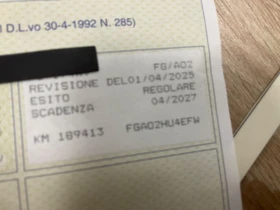 l D.L.vo 30-4-1992 N. 285)
FG/A02
REVISIONE DEL01/04/2025
ESITO REGOLARE
SCADENZA 04/2027
KM 189413 FGA02HU4EFW